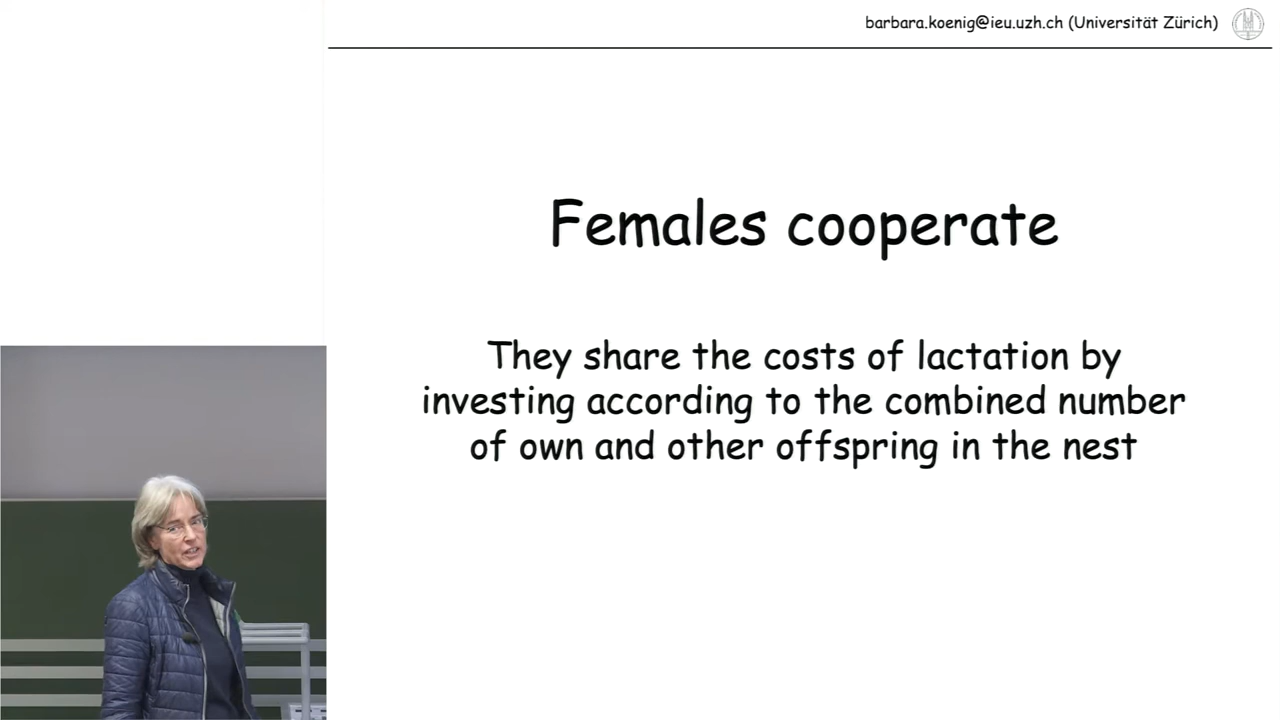 barbara.koenig@ieu.uzh.ch (Universität Zürich)
Females cooperate
They share the costs of lactation by
investing according to the combined number
of own and other offspring in the nest